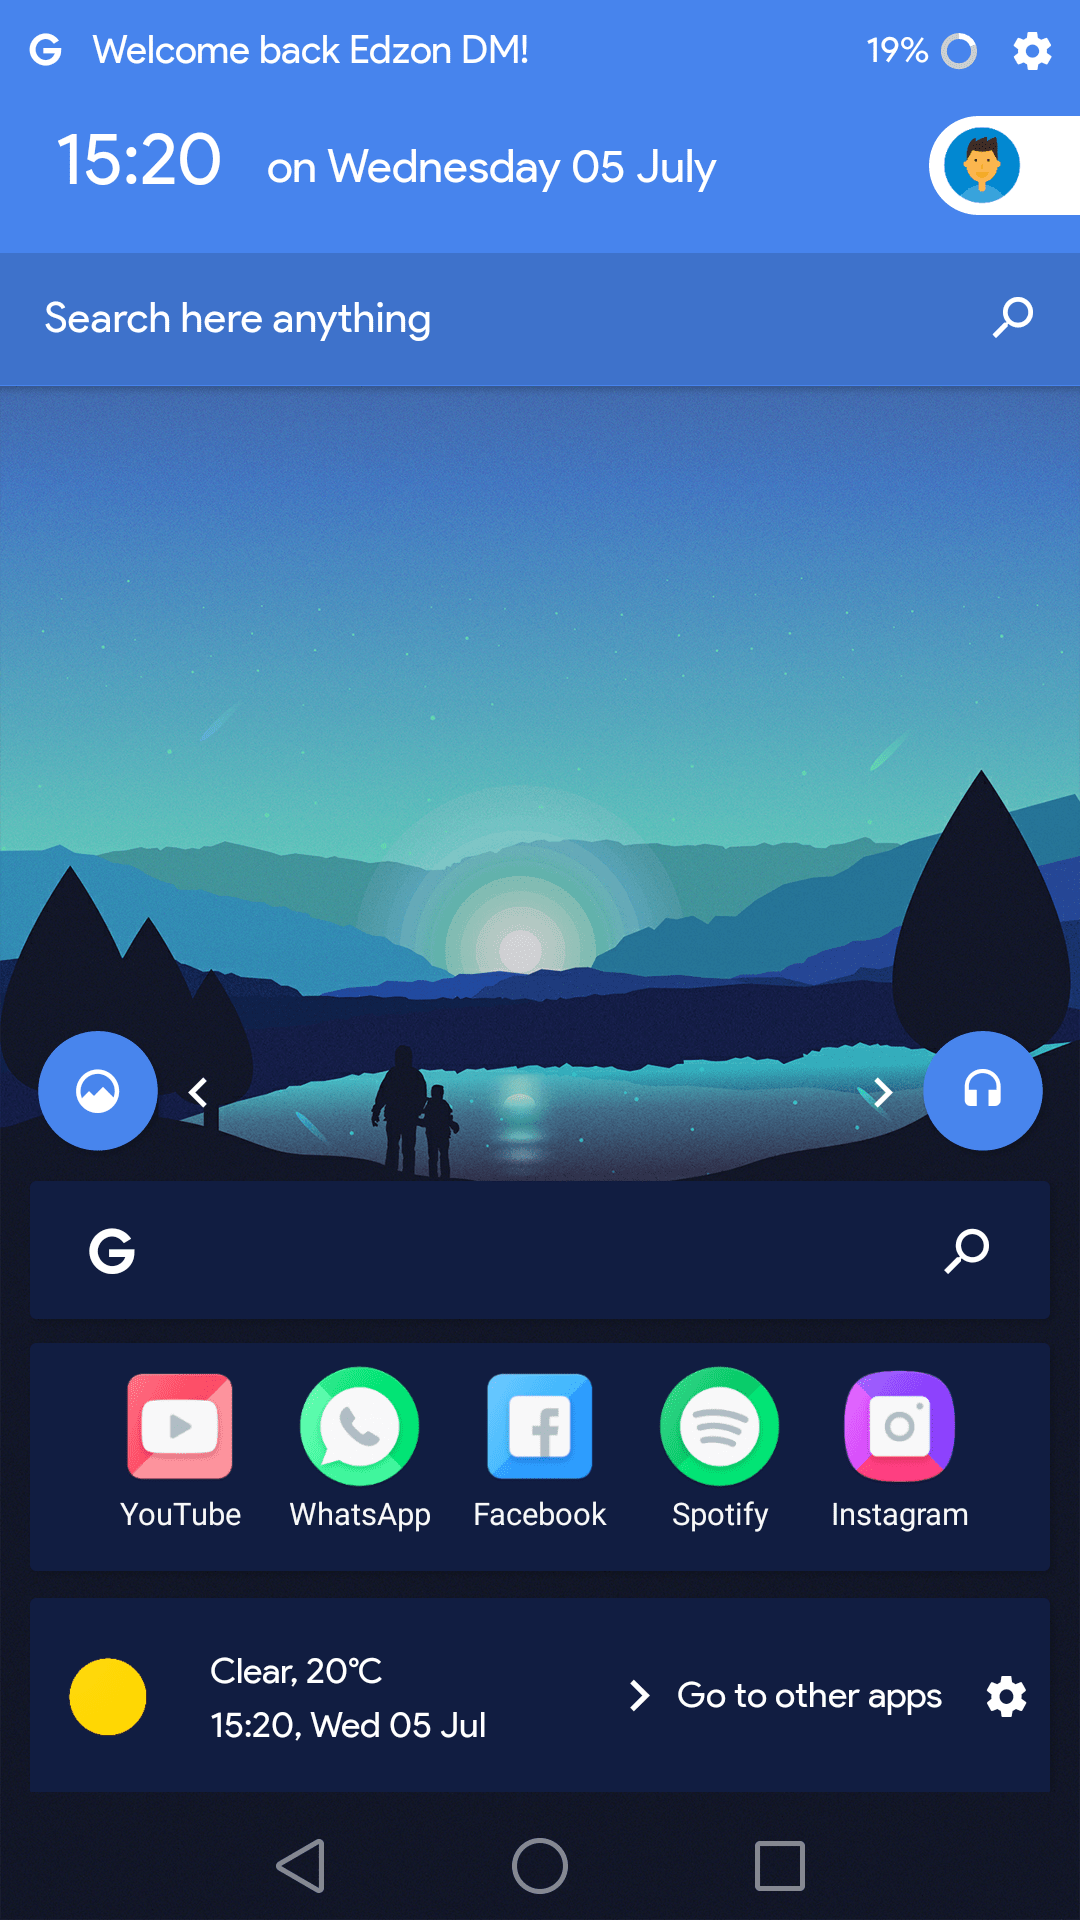 G Welcome back Edzon DM! 19%
15:20 on Wednesday 05 July
Search here anything
G
YouTube WhatsApp Facebook Spotify Instagram
Clear, 20°C
15:20, Wed 05 Jul
Go to other apps